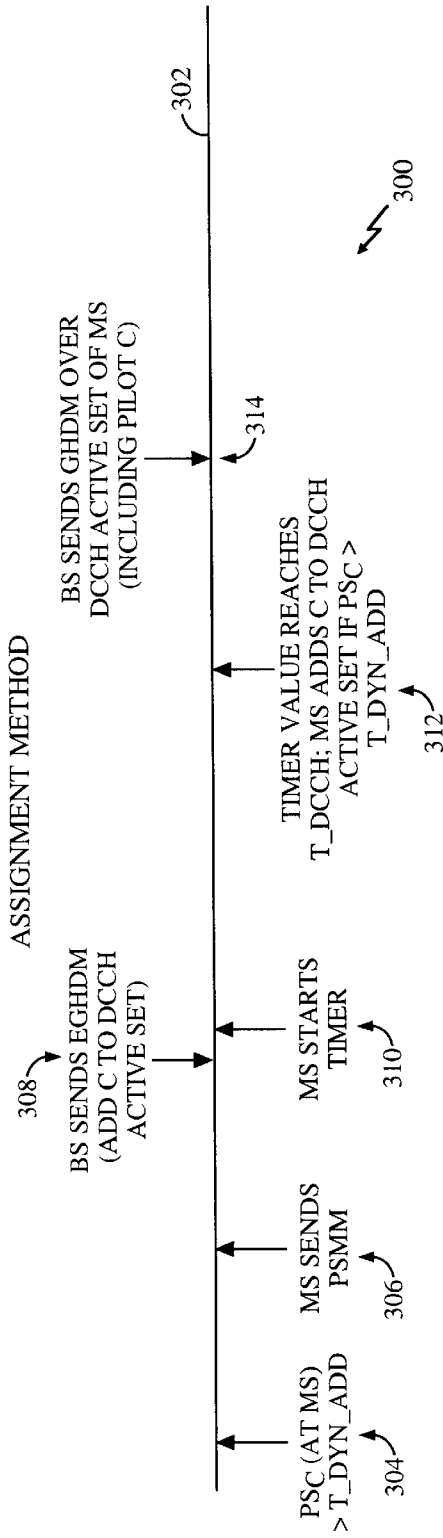 ASSIGNMENT METHOD
308
BS SENDS EGHDM
(ADD C TO DCCH
ACTIVE SET)
BS SENDS GHDM OVER
DCCH ACTIVE SET OF MS
(INCLUDING PILOT C)
302
PSC (AT MS)
> T_DYN_ADD
304
MS SENDS
PSMM
306
MS STARTS
TIMER
310
TIMER VALUE REACHES
T_DCCH; MS ADDS C TO DCCH
ACTIVE SET IF PSC >
T_DYN_ADD
312
314
300